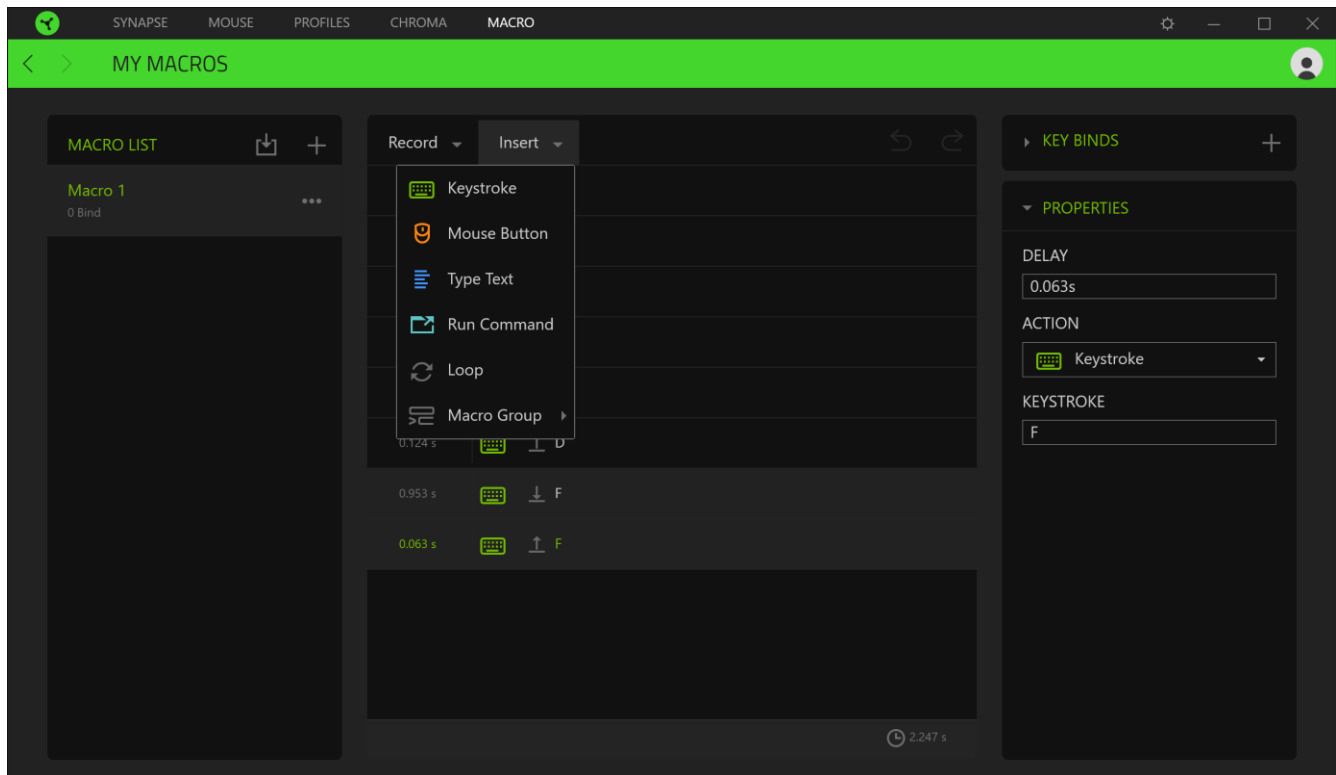 SYNAPSE MOUSE PROFILES CHROMA MACRO
MY MACROS
MACRO LIST
Macro 1
0 Bind
Record Insert
Keystroke
Mouse Button
Type Text
Run Command
Loop
Macro Group
0.124 s D
0.953 s F
0.063 s F
2.247 s
KEY BINDS
PROPERTIES
DELAY
0.063s
ACTION
Keystroke
KEYSTROKE
F